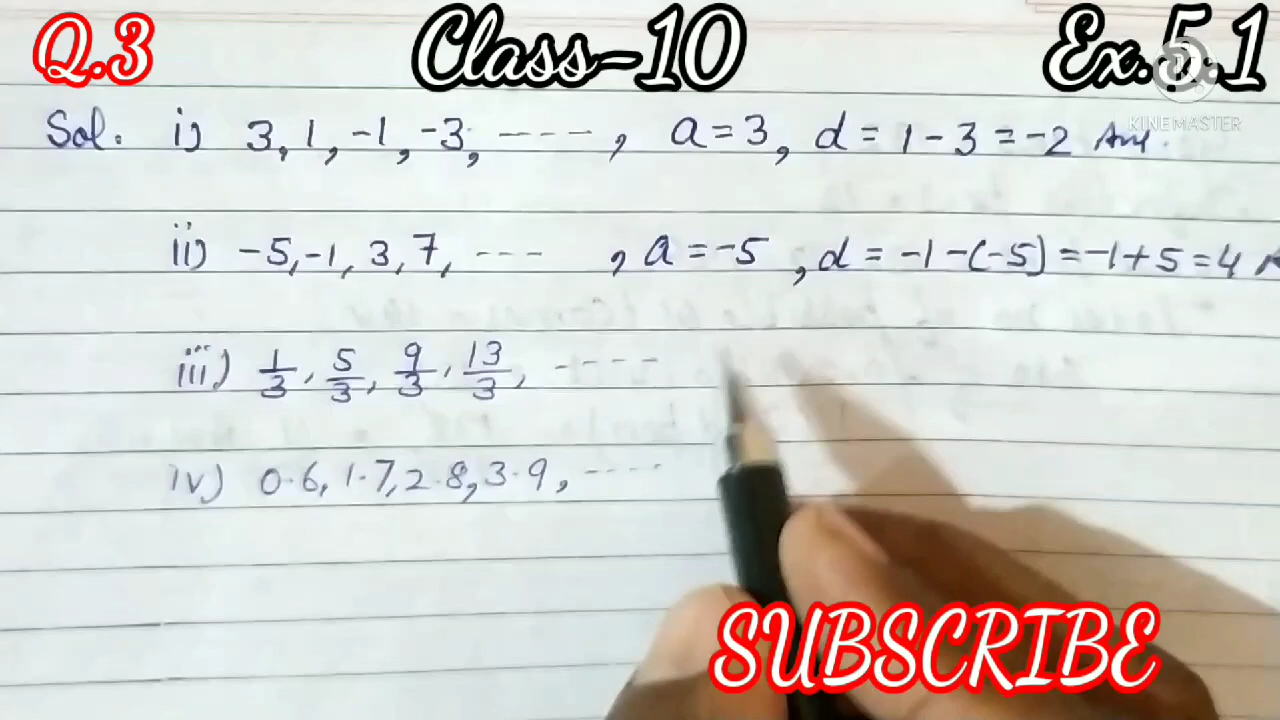 Q.3 Class-10 Ex.5.1
KINEMASTER
Sol. i) 3, 1, -1, -3, ----, a = 3, d = 1 - 3 = -2 Ans.
ii) -5, -1, 3, 7, --- , a = -5, d = -1 - (-5) = -1 + 5 = 4 A
iii) 1/3, 5/3, 9/3, 13/3, ----
iv) 0.6, 1.7, 2.8, 3.9, ----
SUBSCRIBE